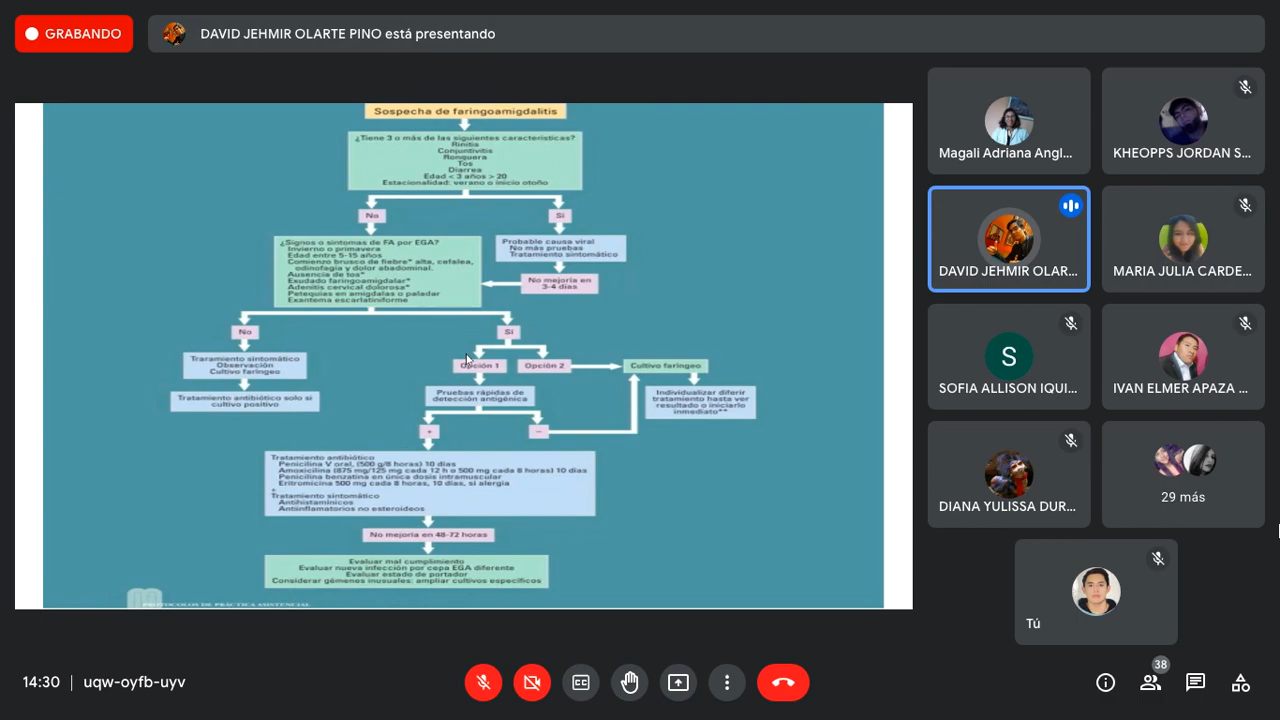 GRABANDO
DAVID JEHMIR OLARTE PINO está presentando
Sospecha de faringoamigdalitis
¿Tiene 3 o más de las siguientes características?
Rinitis
Conjuntivitis
Ronquera
Tos
Diarrea
Edad < 3 años > 20
Estacionalidad: verano o inicio otoño
No
Sí
¿Signos o síntomas de FA por EGA?
Invierno o primavera
Edad entre 5-15 años
Comienzo brusco de fiebre* alta, cefalea,
odinofagia y dolor abdominal.
Ausencia de tos*
Exudado faringoamigdalar*
Adenitis cervical dolorosa*
Petequias en amígdalas o paladar
Exantema escarlatiniforme
Probable causa viral
No más pruebas
Tratamiento sintomático
No mejoría en
3-4 días
No
Sí
Traramiento sintomático
Observación
Cultivo faríngeo
Tratamiento antibiótico solo si
cultivo positivo
Opción 1
Opción 2
Cultivo faríngeo
Pruebas rápidas de
detección antigénica
Individualizar diferir
tratamiento hasta ver
resultado o iniciarlo
inmediato**
+
−
Tratamiento antibiótico
Penicilina V oral, (500 g/8 horas) 10 días
Amoxicilina (875 mg/125 mg cada 12 h o 500 mg cada 8 horas) 10 días
Penicilina benzatina en única dosis intramuscular
Eritromicina 500 mg cada 8 horas, 10 días, si alergia
+
Tratamiento sintomático
Antihistamínicos
Antiinflamatorios no esteroideos
No mejoría en 48-72 horas
Evaluar mal cumplimiento
Evaluar nueva infección por cepa EGA diferente
Evaluar estado de portador
Considerar gérmenes inusuales: ampliar cultivos específicos
PROTOCOLOS DE PRÁCTICA ASISTENCIAL
Magali Adriana Angl...
KHEOPS JORDAN S...
DAVID JEHMIR OLAR...
MARIA JULIA CARDE...
S
SOFIA ALLISON IQUI...
IVAN ELMER APAZA ...
DIANA YULISSA DUR...
29 más
Tú
14:30 | uqw-oyfb-uyv
CC
38